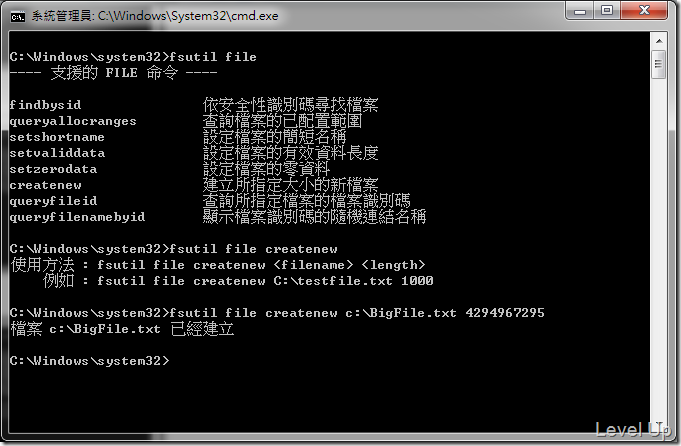 系統管理員: C:\Windows\System32\cmd.exe
C:\Windows\system32>fsutil file
---- 支援的 FILE 命令 ----
findbysid 依安全性識別碼尋找檔案
queryallocranges 查詢檔案的已配置範圍
setshortname 設定檔案的簡短名稱
setvaliddata 設定檔案的有效資料長度
setzerodata 設定檔案的零資料
createnew 建立所指定大小的新檔案
queryfileid 查詢所指定檔案的檔案識別碼
queryfilenamebyid 顯示檔案識別碼的隨機連結名稱
C:\Windows\system32>fsutil file createnew
使用方法 : fsutil file createnew <filename> <length>
例如 : fsutil file createnew C:\testfile.txt 1000
C:\Windows\system32>fsutil file createnew c:\BigFile.txt 4294967295
檔案 c:\BigFile.txt 已經建立
C:\Windows\system32>
Level Up